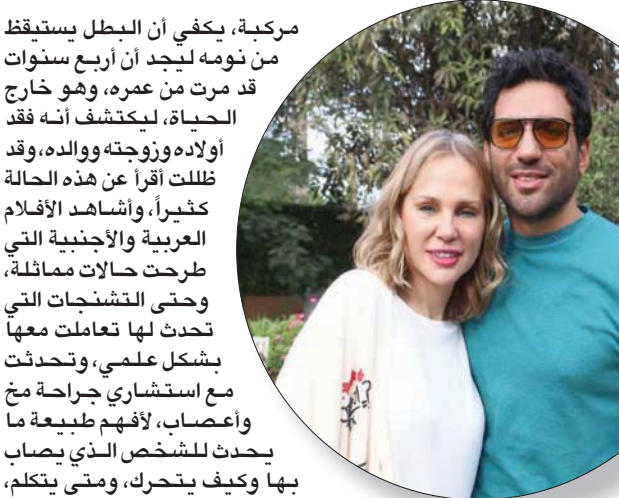 مركبة، يكفي أن البطل يستيقظ
من نومه ليجد أن أربع سنوات
قد مرت من عمره، وهو خارج
الحياة، ليكتشف أنه فقد
أولاده وزوجته ووالده، وقد
ظللت أقرأ عن هذه الحالة
كثيراً، وأشاهد الأفلام
العربية والأجنبية التي
طرحت حالات مماثلة،
وحتى التشنجات التي
تحدث لها تعاملت معها
بشكل علمي، وتحدثت
مع استشاري جراحة مخ
وأعصاب، لأفهم طبيعة ما
يحدث للشخص الذي يصاب
بها وكيف يتحرك، ومتى يتكلم،